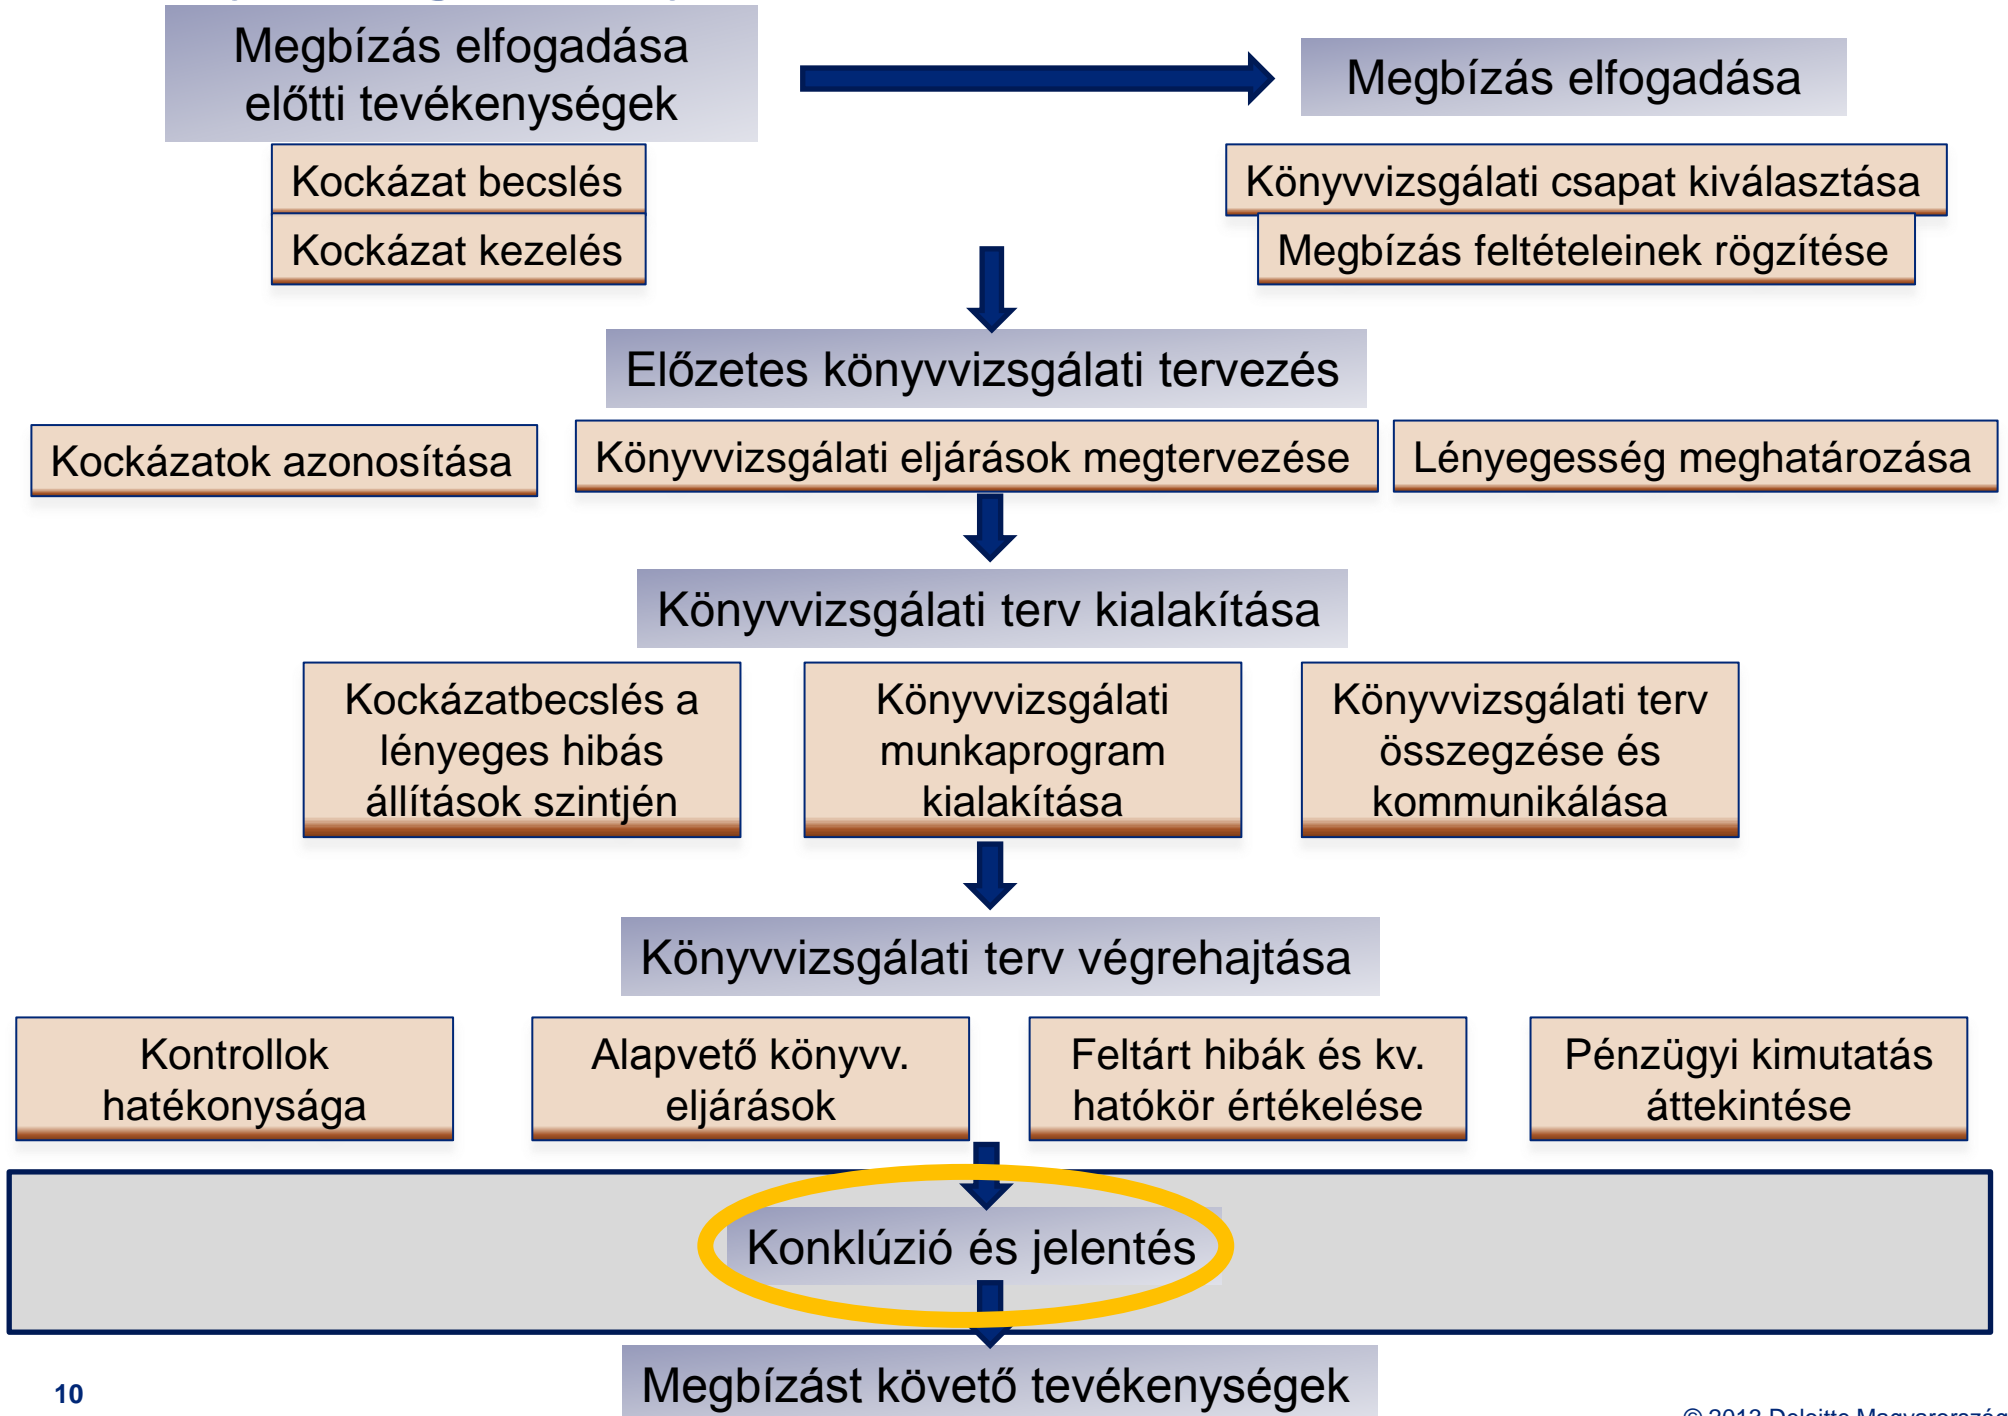 Megbízás elfogadása
előtti tevékenységek
Megbízás elfogadása
Kockázat becslés
Kockázat kezelés
Könyvvizsgálati csapat kiválasztása
Megbízás feltételeinek rögzítése
Előzetes könyvvizsgálati tervezés
Kockázatok azonosítása
Könyvvizsgálati eljárások megtervezése
Lényegesség meghatározása
Könyvvizsgálati terv kialakítása
Kockázatbecslés a
lényeges hibás
állítások szintjén
Könyvvizsgálati
munkaprogram
kialakítása
Könyvvizsgálati terv
összegzése és
kommunikálása
Könyvvizsgálati terv végrehajtása
Kontrollok
hatékonysága
Alapvető könyvv.
eljárások
Feltárt hibák és kv.
hatókör értékelése
Pénzügyi kimutatás
áttekintése
Konklúzió és jelentés
Megbízást követő tevékenységek
10
© 2013 Deloitte Magyarország